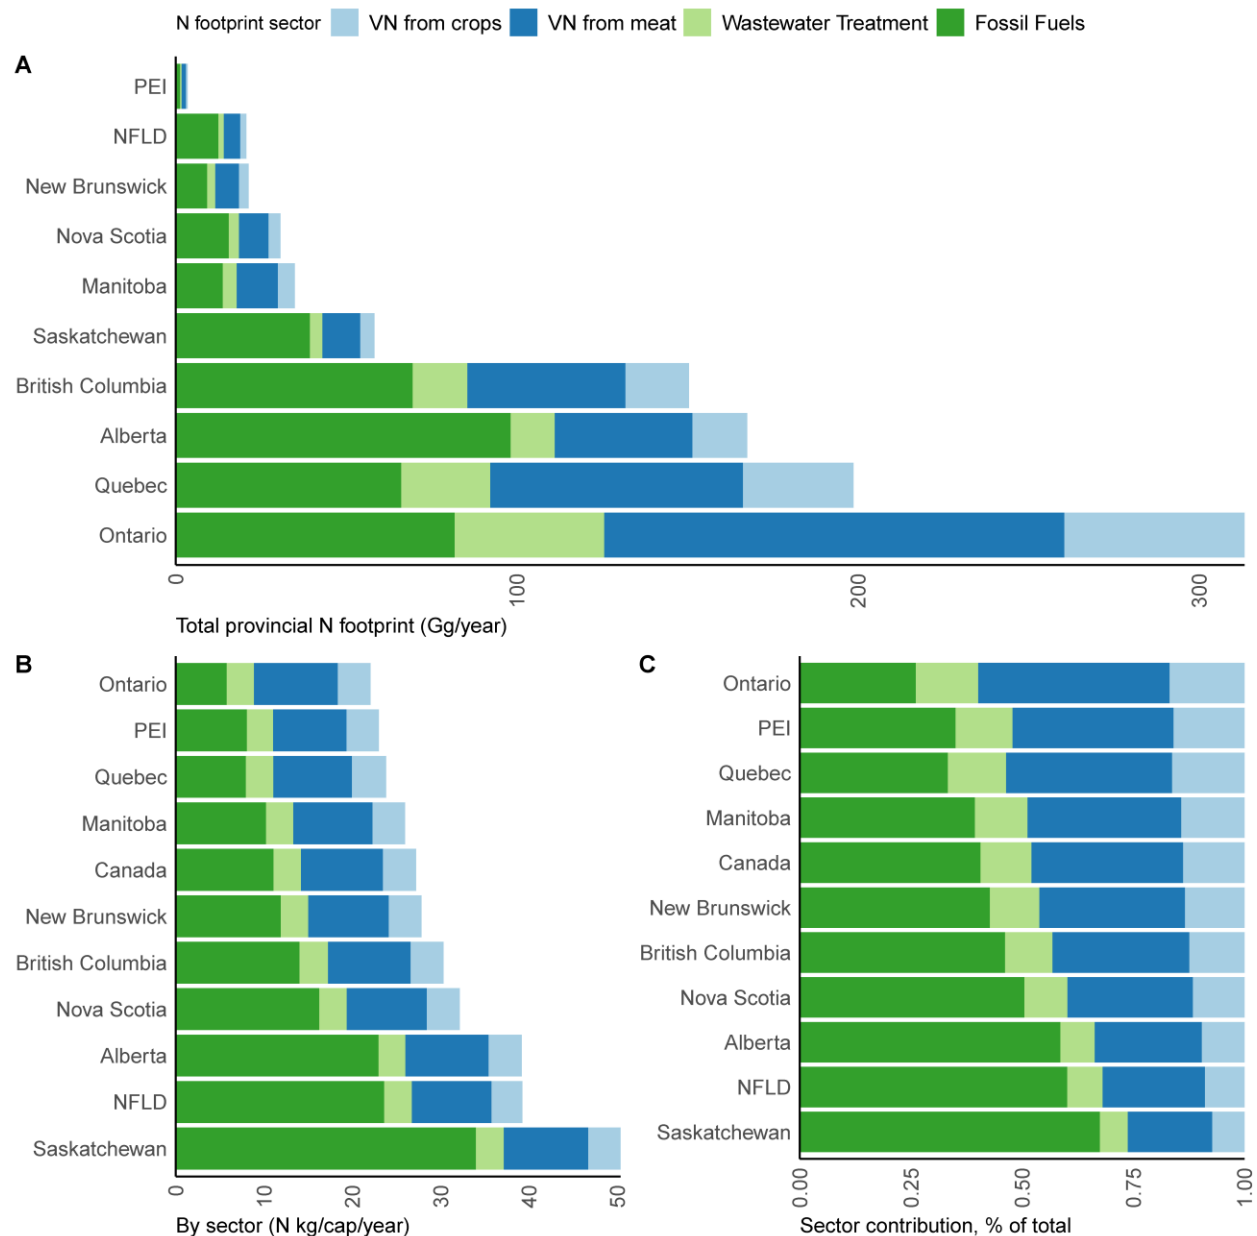 N footprint sector VN from crops VN from meat Wastewater Treatment Fossil Fuels
A
PEI
NFLD
New Brunswick
Nova Scotia
Manitoba
Saskatchewan
British Columbia
Alberta
Quebec
Ontario
0 100 200 300
Total provincial N footprint (Gg/year)
B
Ontario
PEI
Quebec
Manitoba
Canada
New Brunswick
British Columbia
Nova Scotia
Alberta
NFLD
Saskatchewan
0 10 20 30 40 50
By sector (N kg/cap/year)
C
Ontario
PEI
Quebec
Manitoba
Canada
New Brunswick
British Columbia
Nova Scotia
Alberta
NFLD
Saskatchewan
0.00 0.25 0.50 0.75 1.00
Sector contribution, % of total